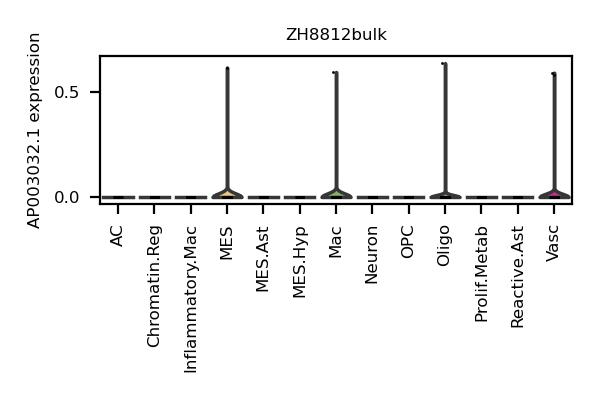 ZH8812bulk
AP003032.1 expression
0.5
0.0
AC
Chromatin.Reg
Inflammatory.Mac
MES
MES.Ast
MES.Hyp
Mac
Neuron
OPC
Oligo
Prolif.Metab
Reactive.Ast
Vasc